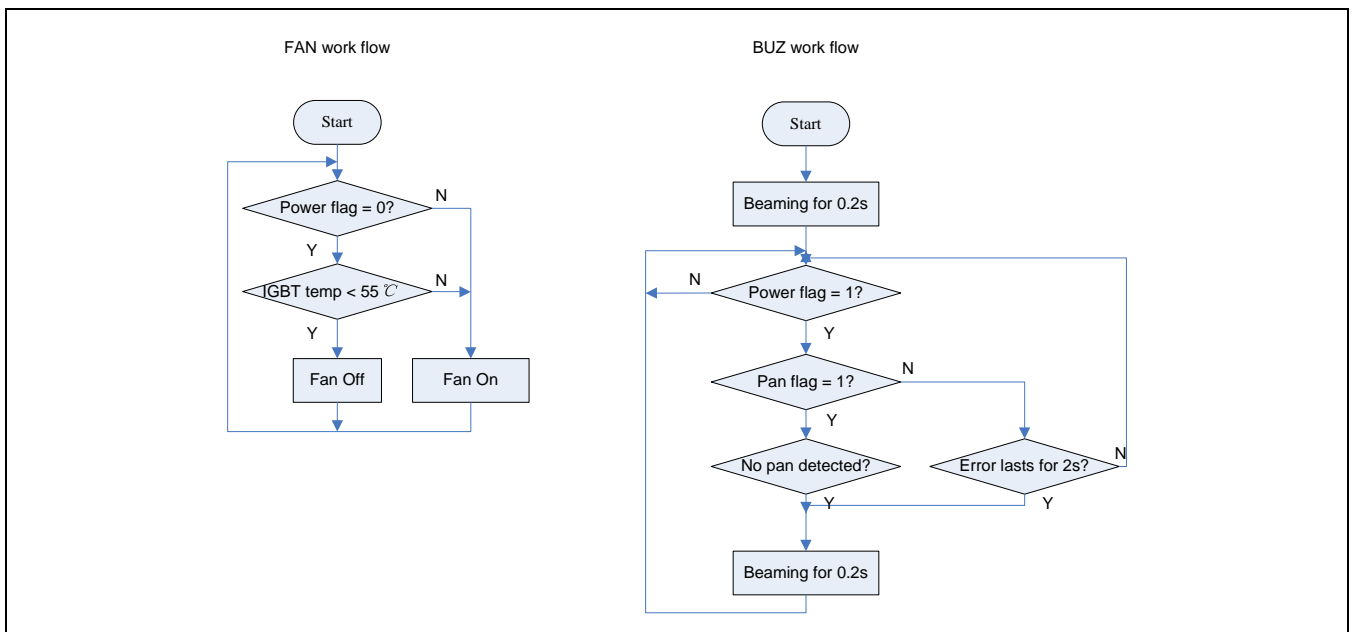 FAN work flow
Start
Power flag = 0?
N
Y
IGBT temp < 55 ℃
N
Y
Fan Off
Fan On
BUZ work flow
Start
Beaming for 0.2s
N
Power flag = 1?
Y
Pan flag = 1?
N
Y
No pan detected?
Error lasts for 2s?
N
Y
Y
Beaming for 0.2s